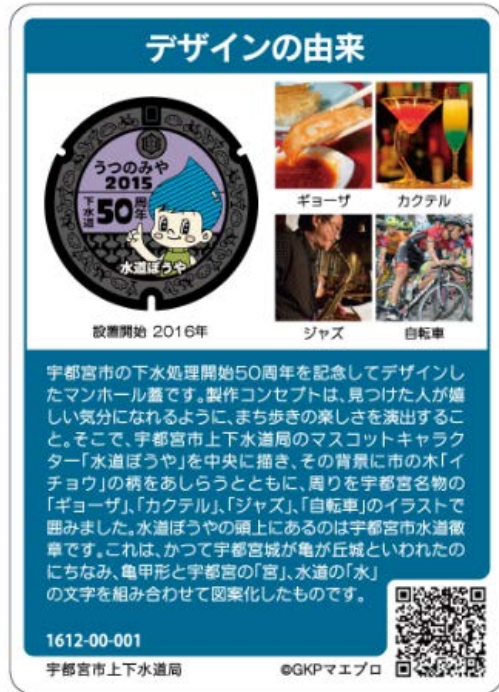 デザインの由来
うつのみや
2015
下水道50周年
水道ぼうや
設置開始 2016年
ギョーザ
カクテル
ジャズ
自転車
宇都宮市の下水処理開始50周年を記念してデザインし
たマンホール蓋です。製作コンセプトは、見つけた人が嬉
しい気分になれるように、まち歩きの楽しさを演出するこ
と。そこで、宇都宮市上下水道局のマスコットキャラク
ター「水道ぼうや」を中央に描き、その背景に市の木「イ
チョウ」の柄をあしらうとともに、周りを宇都宮名物の
「ギョーザ」、「カクテル」、「ジャズ」、「自転車」のイラストで
囲みました。水道ぼうやの頭上にあるのは宇都宮市水道徽
章です。これは、かつて宇都宮城が亀が丘城といわれたの
にちなみ、亀甲形と宇都宮の「宮」、水道の「水」
の文字を組み合わせて図案化したものです。
1612-00-001
宇都宮市上下水道局
©GKPマエプロ